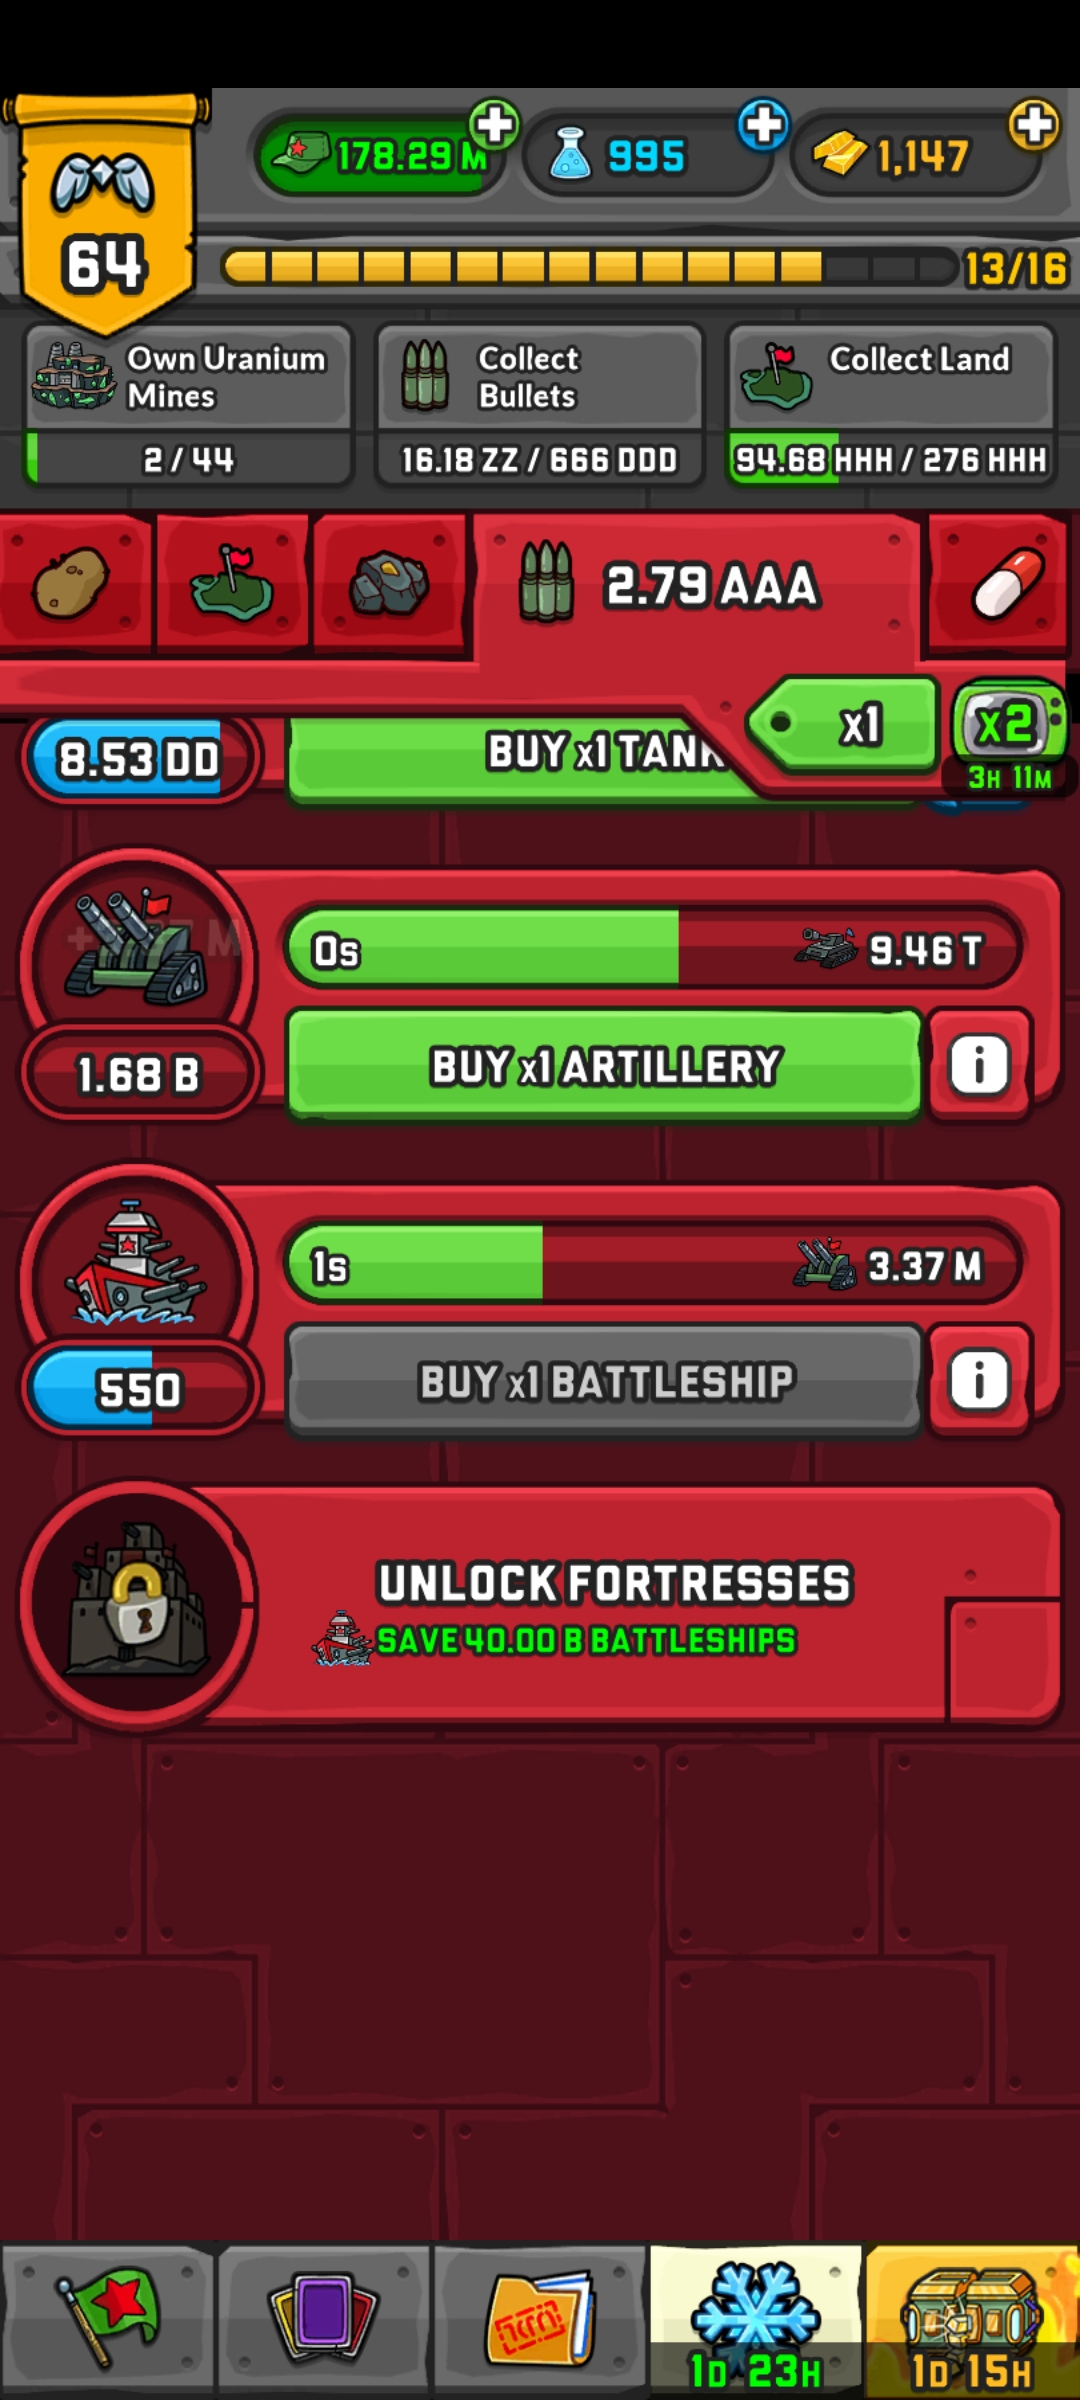 178.29 M
995
1,147
64
13/16
Own Uranium
Mines
2 / 44
Collect
Bullets
16.18 ZZ / 666 DDD
Collect Land
94.68 HHH / 276 HHH
2.79 AAA
x1
x2
3H 11M
8.53 DD
BUY x1 TANK
0s
9.46 T
1.68 B
BUY x1 ARTILLERY
i
1s
3.37 M
550
BUY x1 BATTLESHIP
i
UNLOCK FORTRESSES
SAVE 40.00 B BATTLESHIPS
1D 23H
1D 15H